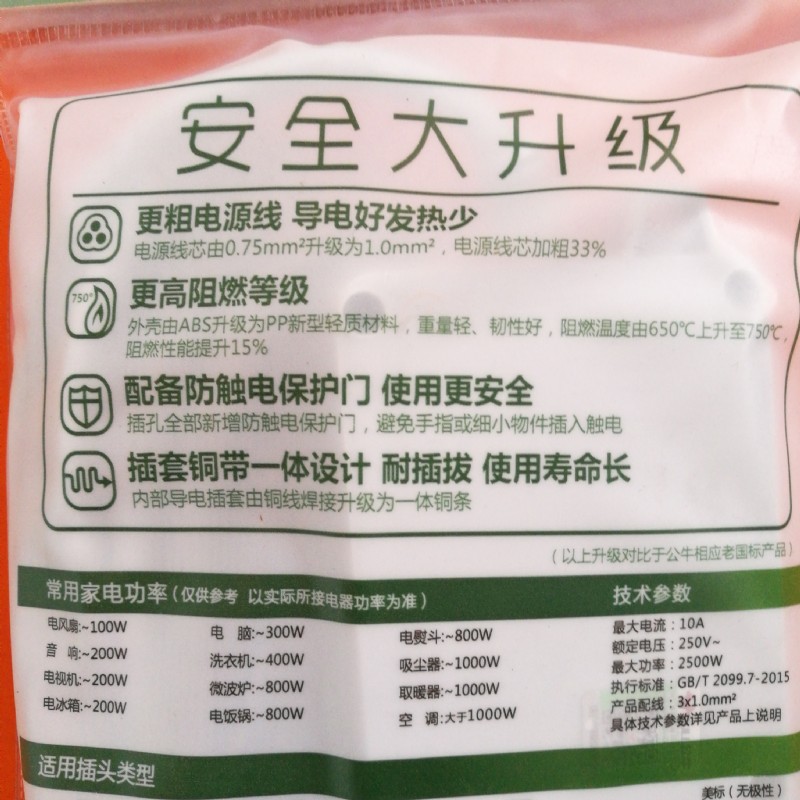 安全大升级
更粗电源线 导电好发热少
电源线芯由0.75mm²升级为1.0mm²，电源线芯加粗33%
750°
更高阻燃等级
外壳由ABS升级为PP新型轻质材料，重量轻、韧性好，阻燃温度由650℃上升至750℃，
阻燃性能提升15%
配备防触电保护门 使用更安全
插孔全部新增防触电保护门，避免手指或细小物件插入触电
插套铜带一体设计 耐插拔 使用寿命长
内部导电插套由铜线焊接升级为一体铜条
（以上升级对比于公牛相应老国标产品）
常用家电功率（仅供参考 以实际所接电器功率为准）
电风扇:~100W 电 脑:~300W 电熨斗:~800W
音 响:~200W 洗衣机:~400W 吸尘器:~1000W
电视机:~200W 微波炉:~800W 取暖器:~1000W
电冰箱:~200W 电饭锅:~800W 空 调:大于1000W
技术参数
最大电流：10A
额定电压：250V~
最大功率：2500W
执行标准：GB/T 2099.7-2015
产品配线：3x1.0mm²
具体技术参数详见产品上说明
适用插头类型
美标（无极性）